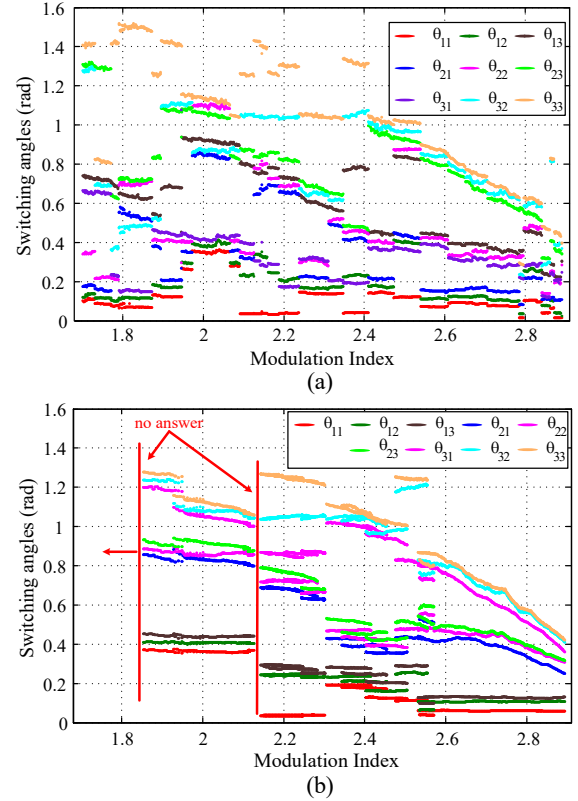 1.6
1.4
1.2
1
0.8
0.6
0.4
0.2
0
Switching angles (rad)
θ11 θ12 θ13
θ21 θ22 θ23
θ31 θ32 θ33
1.8 2 2.2 2.4 2.6 2.8
Modulation Index
(a)
1.6
1.4
1.2
1
0.8
0.6
0.4
0.2
0
Switching angles (rad)
no answer
θ11 θ12 θ13 θ21 θ22
θ23 θ31 θ32 θ33
1.8 2 2.2 2.4 2.6 2.8
Modulation Index
(b)